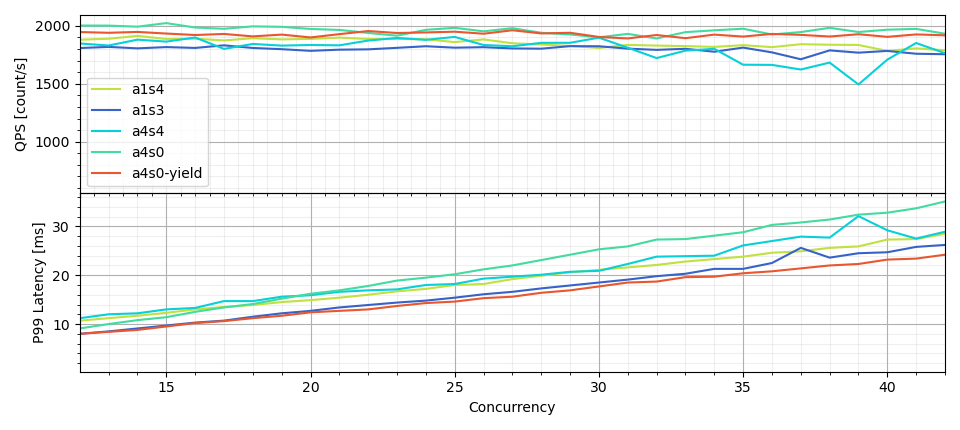 QPS [count/s]
2000
1500
1000
a1s4
a1s3
a4s4
a4s0
a4s0-yield
P99 Latency [ms]
30
20
10
15 20 25 30 35 40
Concurrency